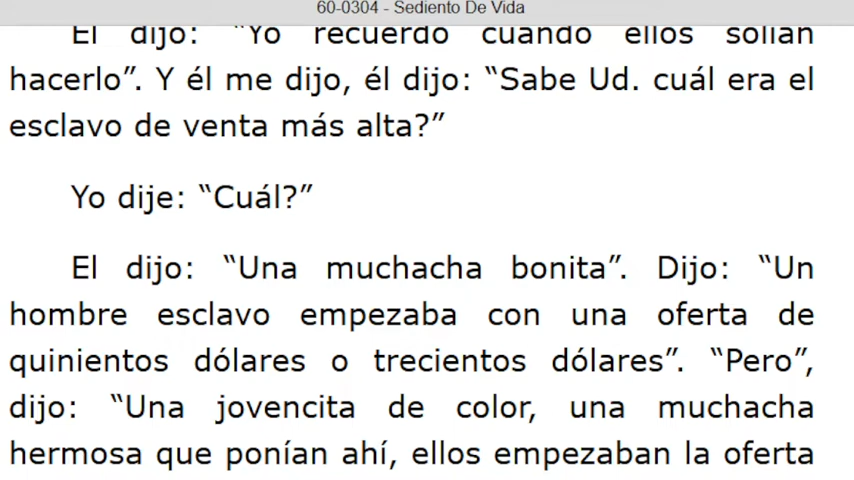 60-0304 - Sediento De Vida
El dijo: “Yo recuerdo cuando ellos solían
hacerlo”. Y él me dijo, él dijo: “Sabe Ud. cuál era el
esclavo de venta más alta?”
Yo dije: “Cuál?”
El dijo: “Una muchacha bonita”. Dijo: “Un
hombre esclavo empezaba con una oferta de
quinientos dólares o trecientos dólares”. “Pero”,
dijo: “Una jovencita de color, una muchacha
hermosa que ponían ahí, ellos empezaban la oferta